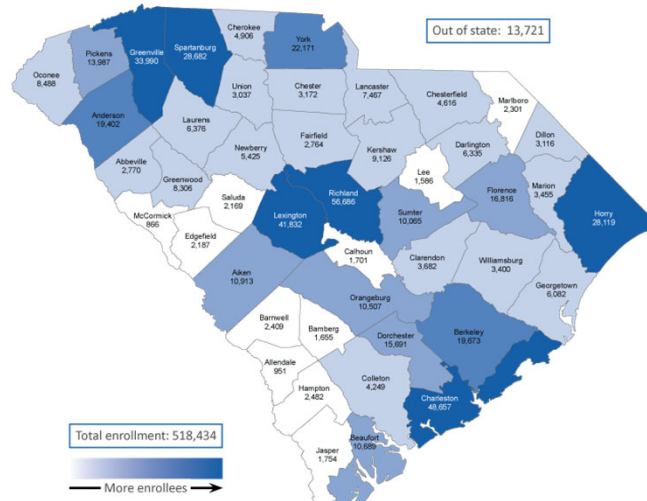 Cherokee
4,906
York
22,171
Out of state: 13,721
Spartanburg
28,682
Greenville
33,990
Pickens
13,987
Oconee
8,488
Union
3,037
Chester
3,172
Lancaster
7,467
Chesterfield
4,616
Marlboro
2,301
Anderson
19,402
Laurens
6,376
Fairfield
2,764
Kershaw
9,126
Darlington
6,335
Dillon
3,116
Newberry
5,425
Abbeville
2,770
Greenwood
8,306
Lee
1,586
Florence
16,816
Marion
3,455
Saluda
2,169
Richland
56,686
McCormick
866
Lexington
41,832
Sumter
10,065
Horry
28,119
Edgefield
2,187
Calhoun
1,701
Clarendon
3,682
Williamsburg
3,400
Aiken
10,913
Georgetown
6,082
Orangeburg
10,507
Barnwell
2,409
Bamberg
1,655
Dorchester
15,691
Berkeley
19,673
Allendale
951
Colleton
4,249
Hampton
2,482
Charleston
48,657
Total enrollment: 518,434
Jasper
1,754
Beaufort
10,689
More enrollees